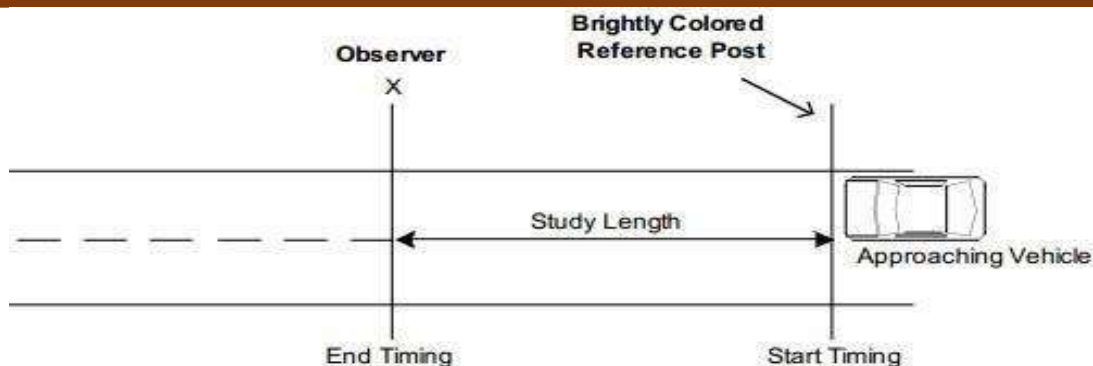 Brightly Colored
Reference Post
Observer
X
Study Length
Approaching Vehicle
End Timing
Start Timing